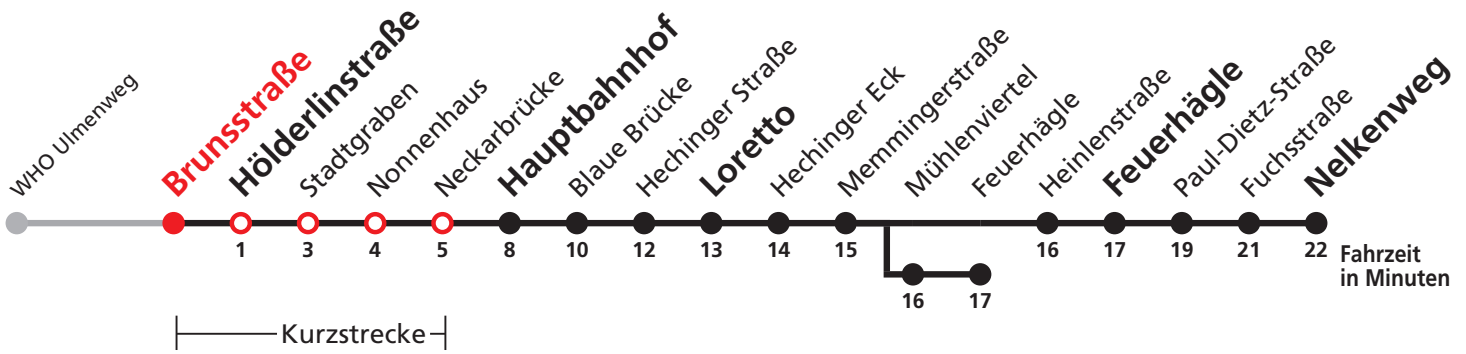 WHO Ulmenweg
Brunsstraße
Hölderlinstraße
Stadtgraben
Nonnenhaus
Neckarbrücke
Hauptbahnhof
Blaue Brücke
Hechinger Straße
Loretto
Hechinger Eck
Memmingerstraße
Mühlenviertel
Feuerhägle
Heinlenstraße
Feuerhägle
Paul-Dietz-Straße
Fuchsstraße
Nelkenweg
1 3 4 5 8 10 12 13 14 15 16 17 19 21 22
Fahrzeit
in Minuten
16 17
Kurzstrecke